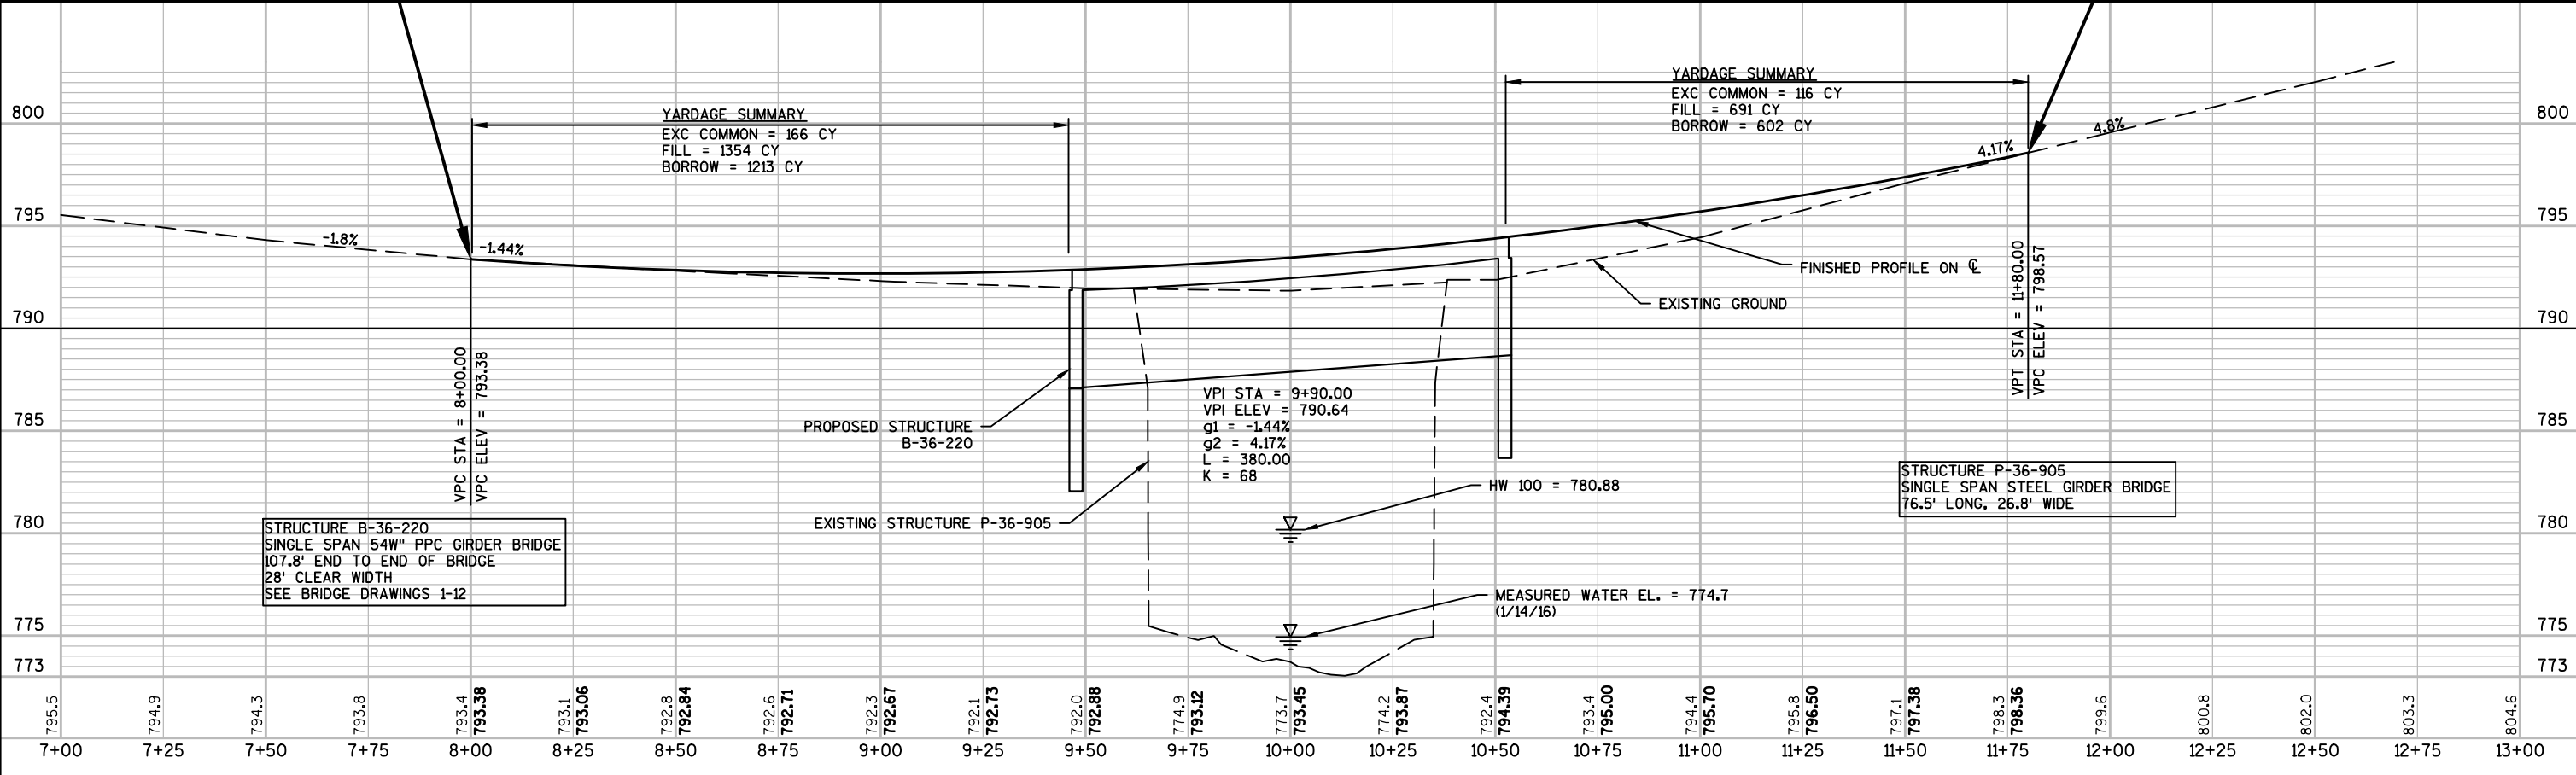 YARDAGE SUMMARY
EXC COMMON = 166 CY
FILL = 1354 CY
BORROW = 1213 CY
YARDAGE SUMMARY
EXC COMMON = 116 CY
FILL = 691 CY
BORROW = 602 CY
800
795
790
785
780
775
773
800
795
790
785
780
775
773
-1.8%
-1.44%
4.17%
4.8%
VPC STA = 8+00.00
VPC ELEV = 793.38
PROPOSED STRUCTURE
B-36-220
EXISTING STRUCTURE P-36-905
VPI STA = 9+90.00
VPI ELEV = 790.64
g1 = -1.44%
g2 = 4.17%
L = 380.00
K = 68
HW 100 = 780.88
MEASURED WATER EL. = 774.7
(1/14/16)
FINISHED PROFILE ON ℄
EXISTING GROUND
VPT STA = 11+80.00
VPC ELEV = 798.57
STRUCTURE B-36-220
SINGLE SPAN 54W" PPC GIRDER BRIDGE
107.8' END TO END OF BRIDGE
28' CLEAR WIDTH
SEE BRIDGE DRAWINGS 1-12
STRUCTURE P-36-905
SINGLE SPAN STEEL GIRDER BRIDGE
76.5' LONG, 26.8' WIDE
795.5
794.9
794.3
793.8
793.4
793.38
793.1
793.06
792.8
792.84
792.6
792.71
792.3
792.67
792.1
792.73
792.0
792.88
774.9
793.12
773.7
793.45
774.2
793.87
792.4
794.39
793.4
795.00
794.4
795.70
795.8
796.50
797.1
797.38
798.3
798.36
799.6
800.8
802.0
803.3
804.6
7+00 7+25 7+50 7+75 8+00 8+25 8+50 8+75 9+00 9+25 9+50 9+75 10+00 10+25 10+50 10+75 11+00 11+25 11+50 11+75 12+00 12+25 12+50 12+75 13+00